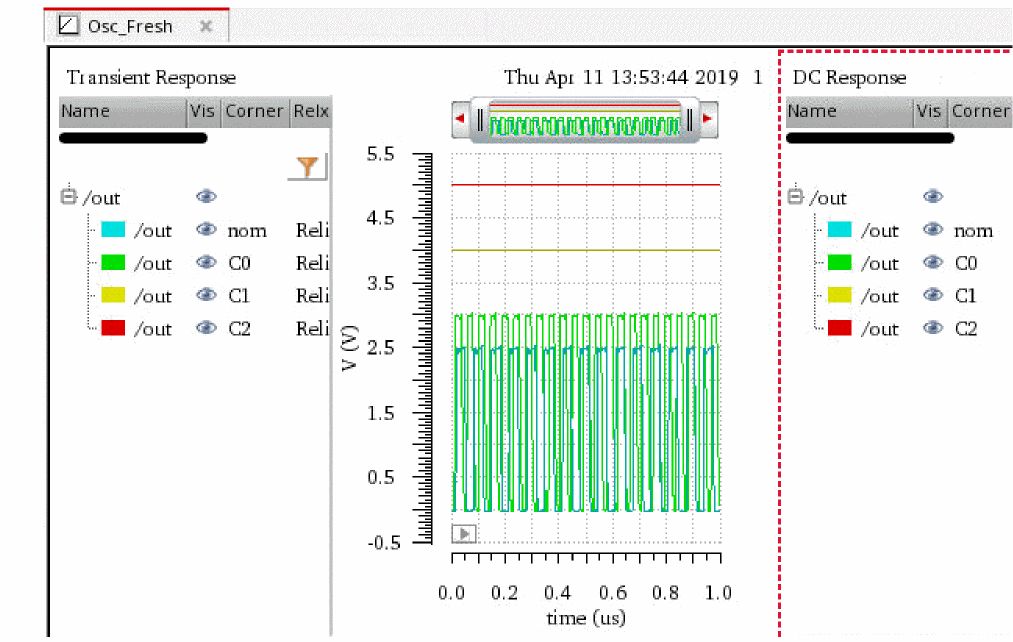 Osc_Fresh
Transient Response
Name Vis Corner Relx
/out
/out nom Reli
/out C0 Reli
/out C1 Reli
/out C2 Reli
Thu Apr 11 13:53:44 2019 1
5.5
4.5
3.5
2.5
1.5
0.5
-0.5
V (V)
0.0 0.2 0.4 0.6 0.8 1.0
time (us)
DC Response
Name Vis Corner
/out
/out nom
/out C0
/out C1
/out C2